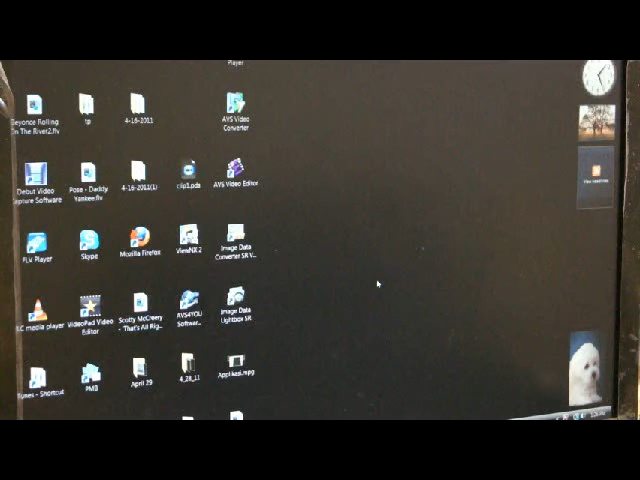 Player
Beyonce Rolling
On The River2.flv
tp
4-16-2011
AVS Video
Converter
Debut Video
Capture Software
Pose - Daddy
Yankee.flv
4-16-2011(1)
clip1.pds
AVS Video Editor
FLV Player
Skype
Mozilla Firefox
ViewNX 2
Image Data
Converter SR V...
VLC media player
VideoPad Video
Editor
Scotty McCreery
- That's All Rig...
AVS4YOU
Softwar...
Image Data
Lightbox SR
iTunes - Shortcut
PMB
April 29
4_28_11